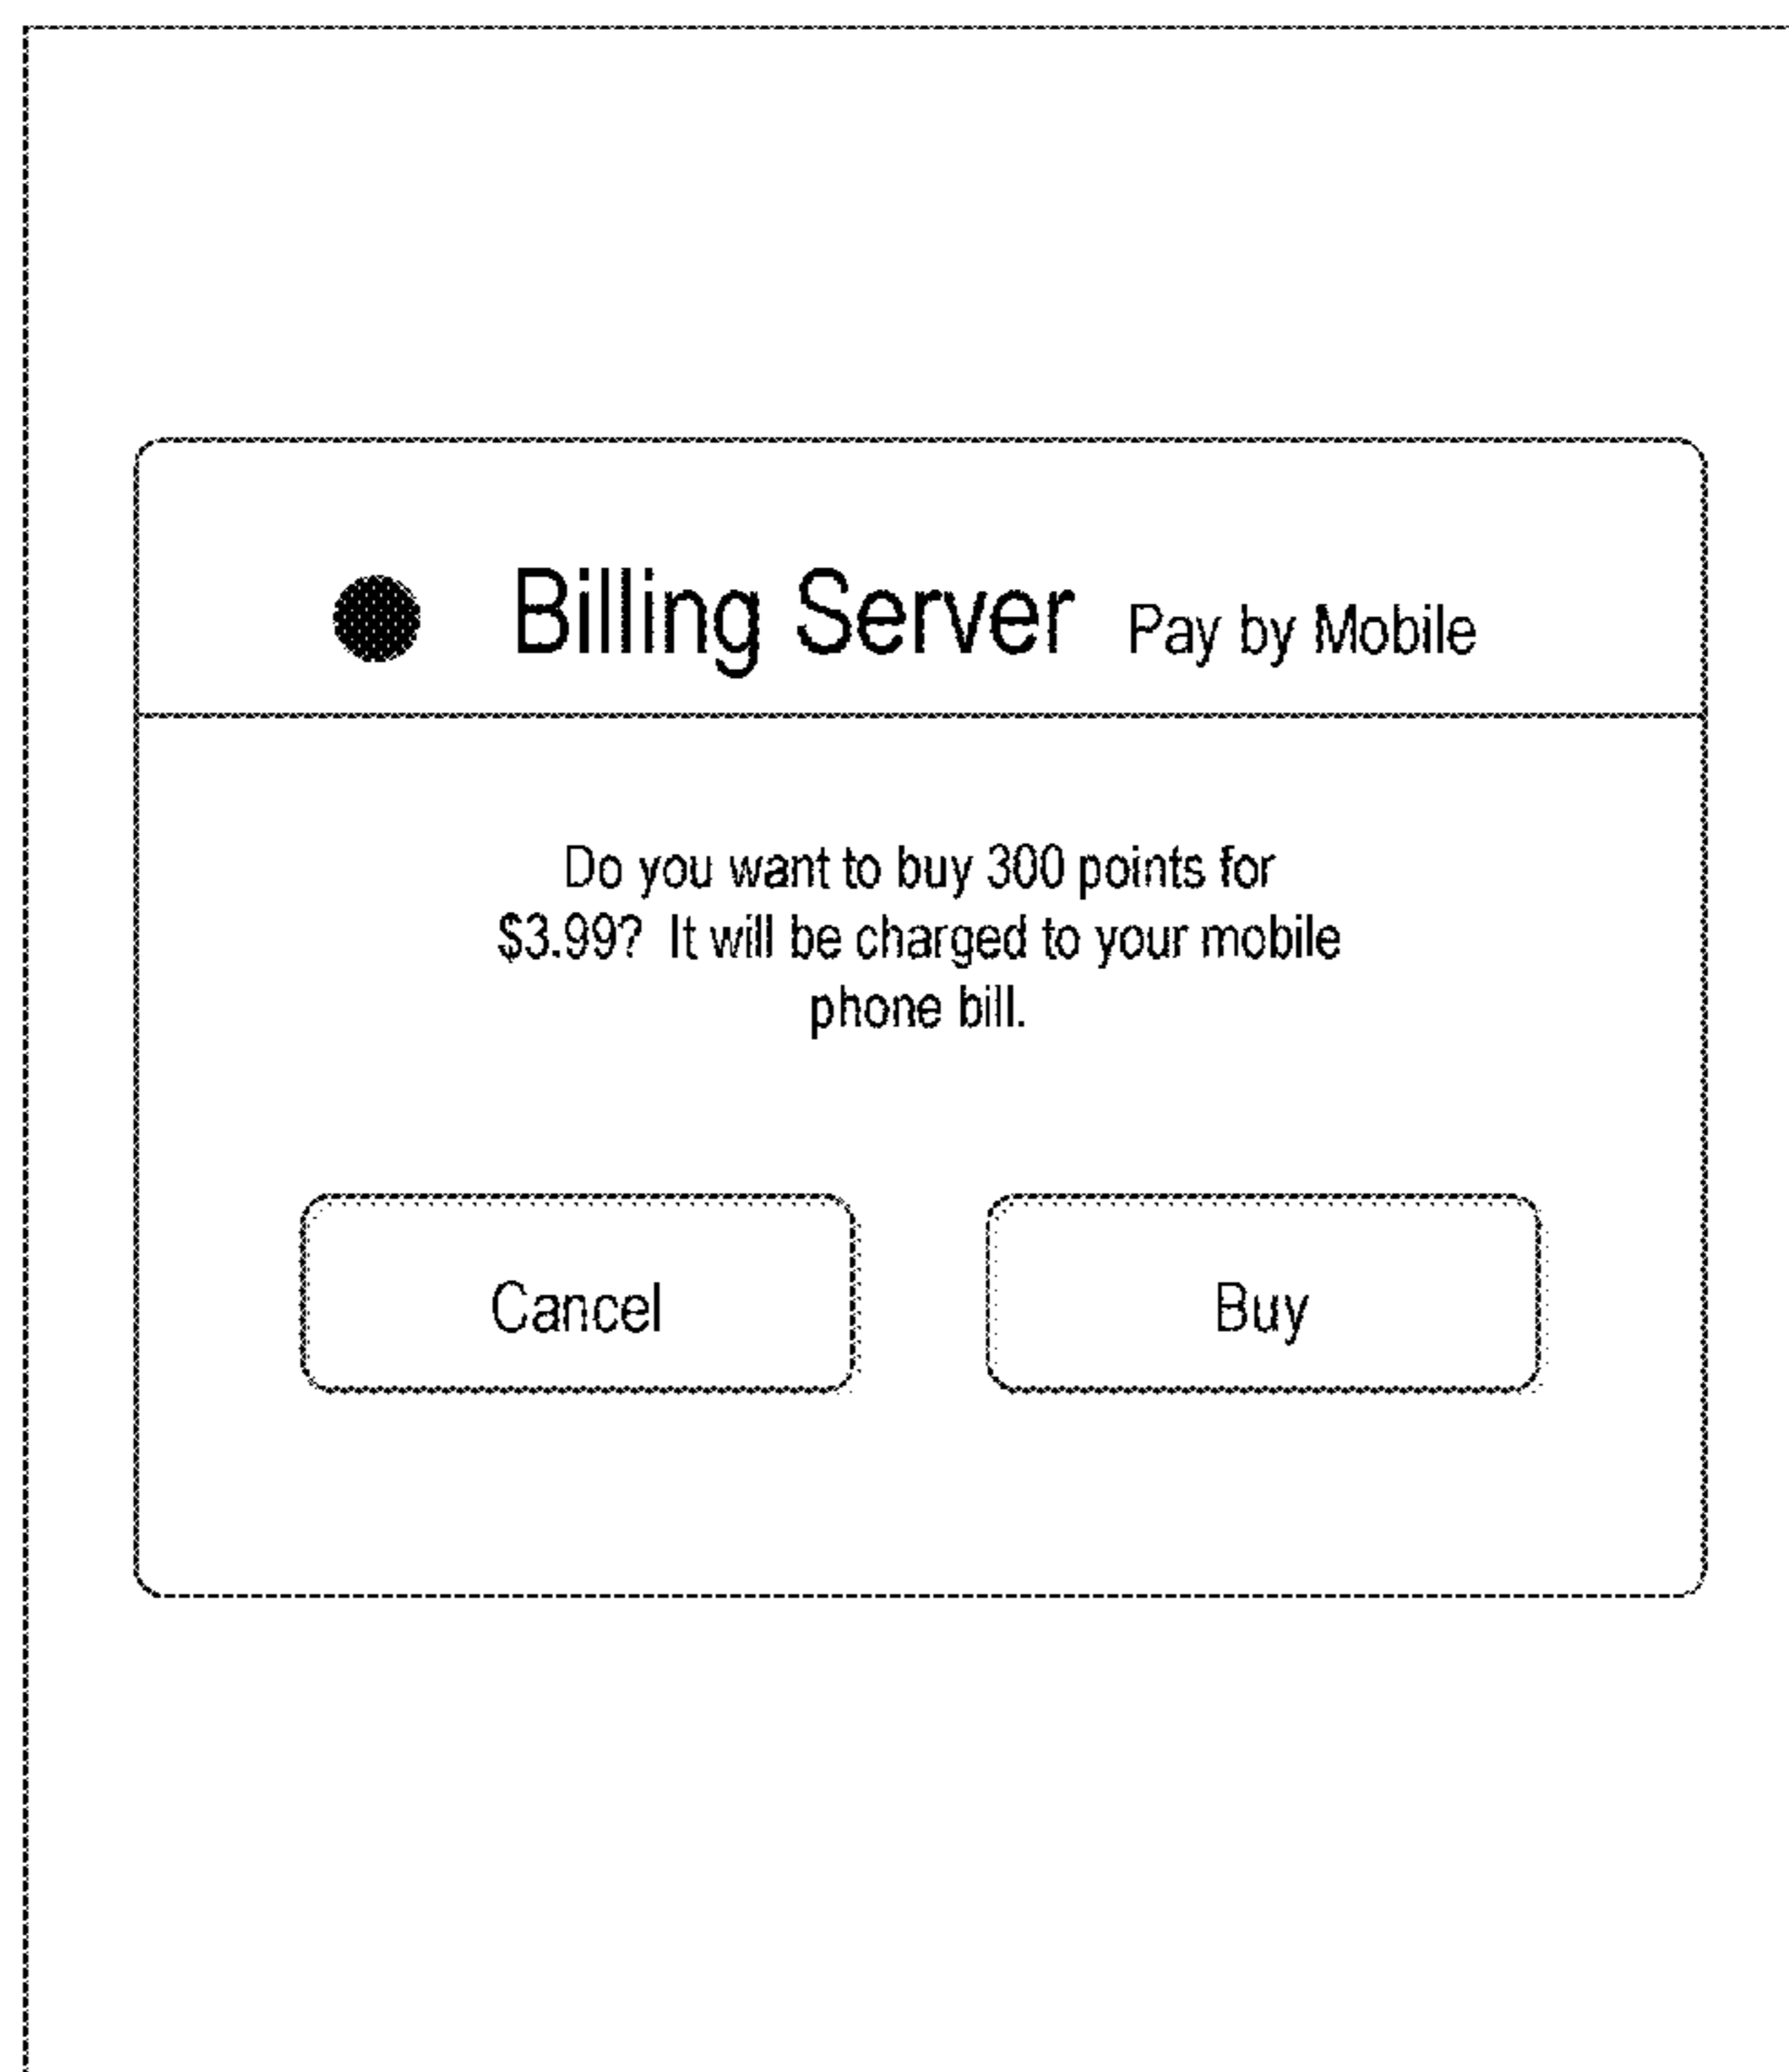 Billing Server Pay by Mobile
Do you want to buy 300 points for
$3.99? It will be charged to your mobile
phone bill.
Cancel Buy